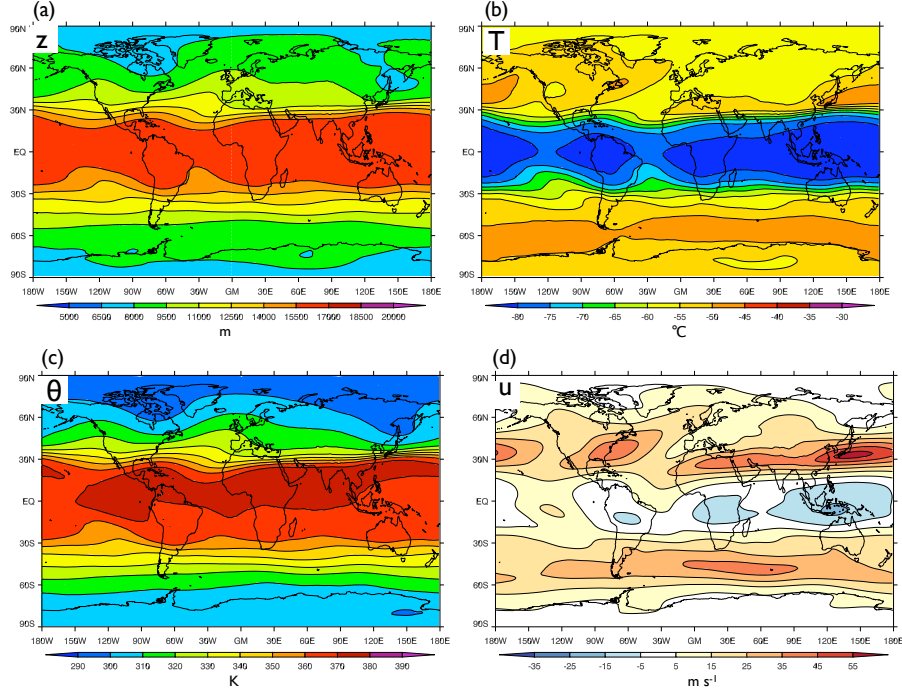 (a)
(b)
z
T
90N
60N
30N
EQ
30S
60S
90S
180W 150W 120W 90W 60W 30W GM 30E 60E 90E 120E 150E 180E
90N
60N
30N
EQ
30S
60S
90S
180W 150W 120W 90W 60W 30W GM 30E 60E 90E 120E 150E 180E
5000 6500 8000 9500 11000 12500 14000 15500 17000 18500 20000
m
-80 -75 -70 -65 -60 -55 -50 -45 -40 -35 -30
°C
(c)
(d)
θ
u
90N
60N
30N
EQ
30S
60S
90S
180W 150W 120W 90W 60W 30W GM 30E 60E 90E 120E 150E 180E
90N
60N
30N
EQ
30S
60S
90S
180W 150W 120W 90W 60W 30W GM 30E 60E 90E 120E 150E 180E
290 300 310 320 330 340 350 360 370 380 390
K
-35 -25 -15 -5 5 15 25 35 45 55
m s⁻¹